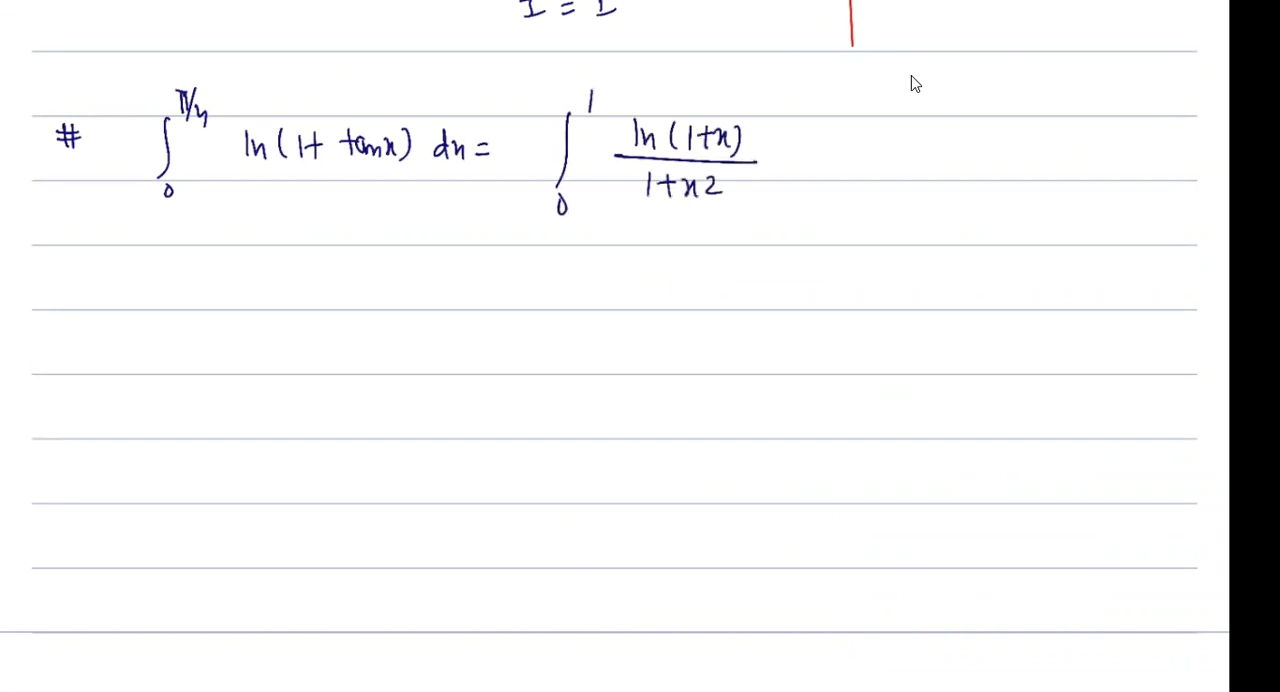 I = I
# ∫₀^(π/4) ln(1+ tanx) dx = ∫₀^1 ln(1+x) / 1+x2